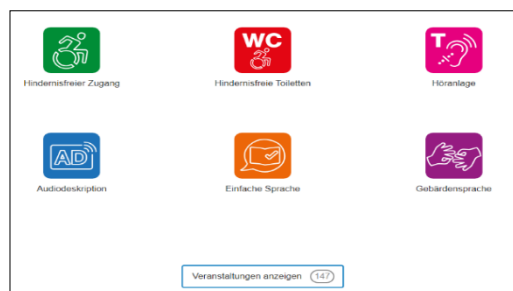 WC
T
Hindernisfreier Zugang
Hindernisfreie Toiletten
Höranlage
AD
Audiodeskription
Einfache Sprache
Gebärdensprache
Veranstaltungen anzeigen 147